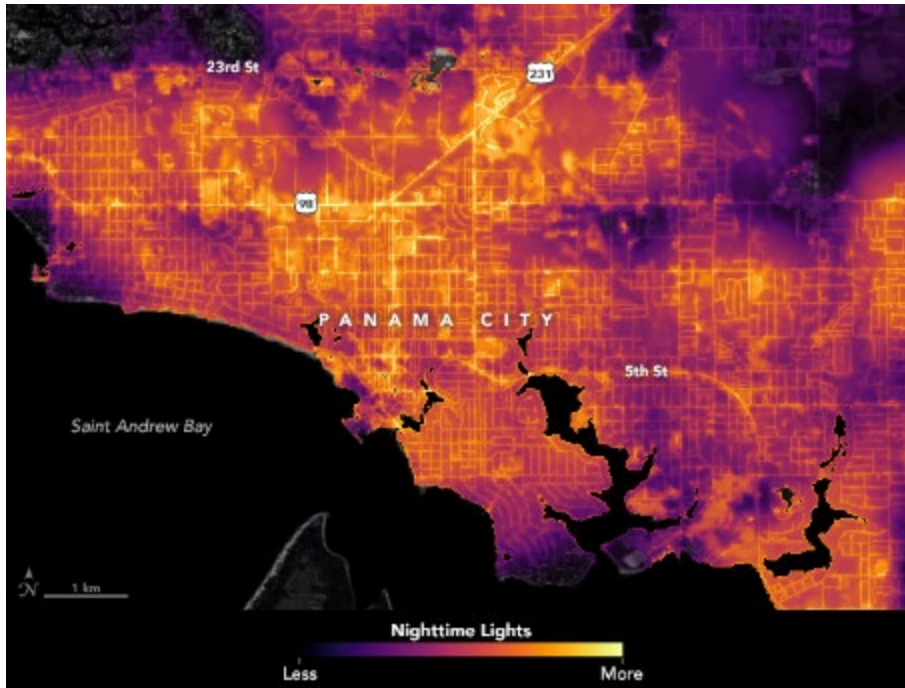 23rd St
231
98
PANAMA CITY
5th St
Saint Andrew Bay
N
1 km
Nighttime Lights
Less
More